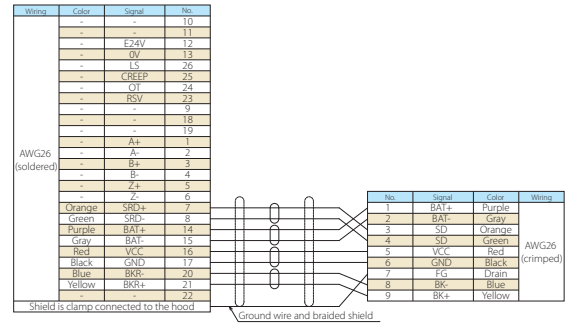 Wiring Color Signal No.
- - 10
- - 11
- E24V 12
- 0V 13
- LS 26
- CREEP 25
- OT 24
- RSV 23
- - 9
- - 18
- - 19
- A+ 1
AWG26 - A- 2
(soldered) - B+ 3
- B- 4
- Z+ 5
- Z- 6
Orange SRD+ 7
Green SRD- 8
Purple BAT+ 14
Gray BAT- 15
Red VCC 16
Black GND 17
Blue BKR- 20
Yellow BKR+ 21
- - 22
Shield is clamp connected to the hood
No. Signal Color Wiring
1 BAT+ Purple
2 BAT- Gray
3 SD Orange
4 SD Green
5 VCC Red AWG26
6 GND Black (crimped)
7 FG Drain
8 BK- Blue
9 BK+ Yellow
Ground wire and braided shield